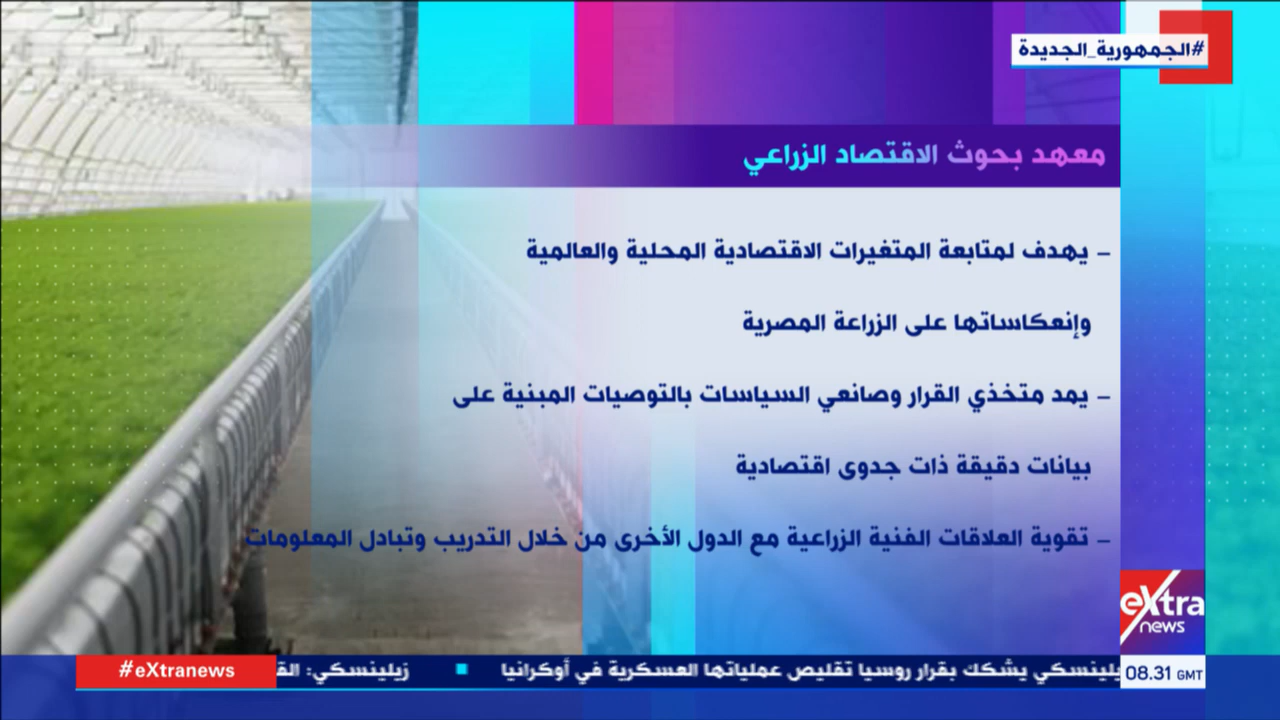 #الجمهورية_الجديدة
معهد بحوث الاقتصاد الزراعي
– يهدف لمتابعة المتغيرات الاقتصادية المحلية والعالمية
وإنعكاساتها على الزراعة المصرية
– يمد متخذي القرار وصانعي السياسات بالتوصيات المبنية على
بيانات دقيقة ذات جدوى اقتصادية
– تقوية العلاقات الفنية الزراعية مع الدول الأخرى من خلال التدريب وتبادل المعلومات
eXtra
news
يلينسكي يشكك بقرار روسيا تقليص عملياتها العسكرية في أوكرانيا ■ زيلينسكي: الق
#eXtranews
08.31 GMT